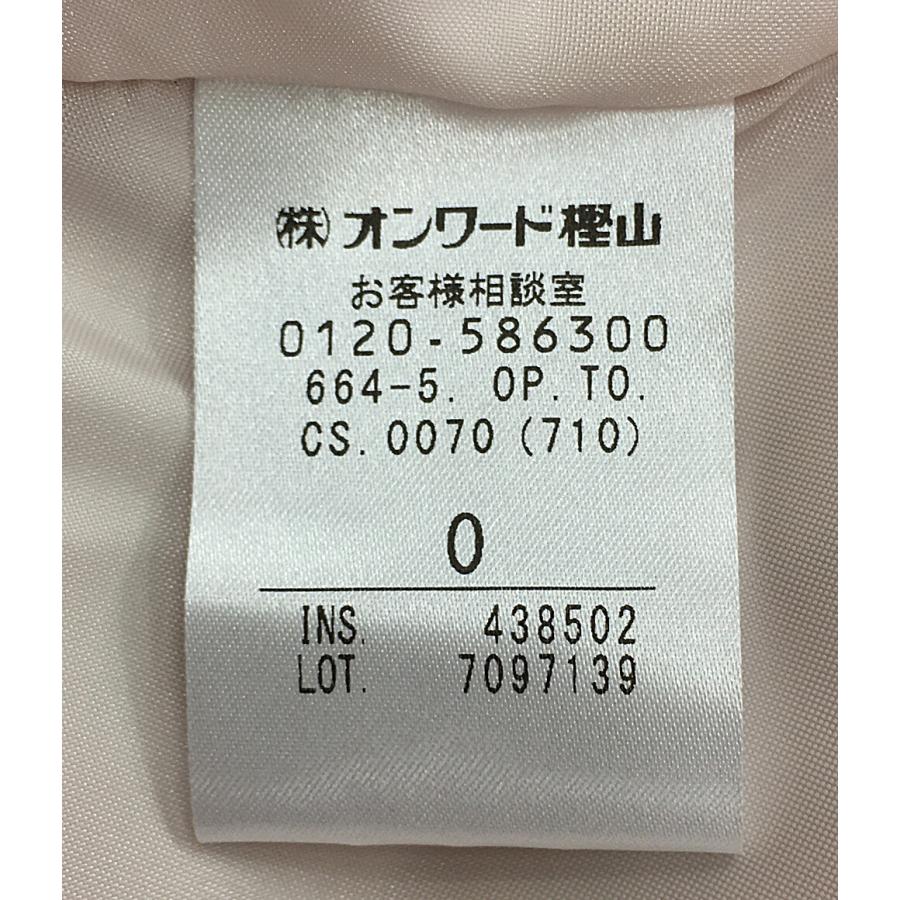 ㈱オンワード樫山
お客様相談室
0120-586300
664-5. OP.TO.
CS.0070(710)
0
INS. 438502
LOT. 7097139